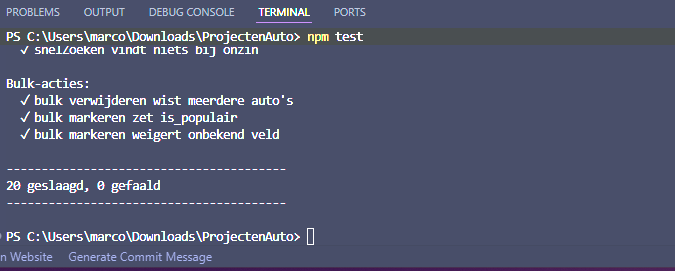 PROBLEMS OUTPUT DEBUG CONSOLE TERMINAL PORTS
PS C:\Users\marco\Downloads\ProjectenAuto> npm test
✓ snelZoeken vindt niets bij onzin
Bulk-acties:
✓ bulk verwijderen wist meerdere auto's
✓ bulk markeren zet is_populair
✓ bulk markeren weigert onbekend veld
----------------------------------------
20 geslaagd, 0 gefaald
----------------------------------------
PS C:\Users\marco\Downloads\ProjectenAuto>
n Website Generate Commit Message